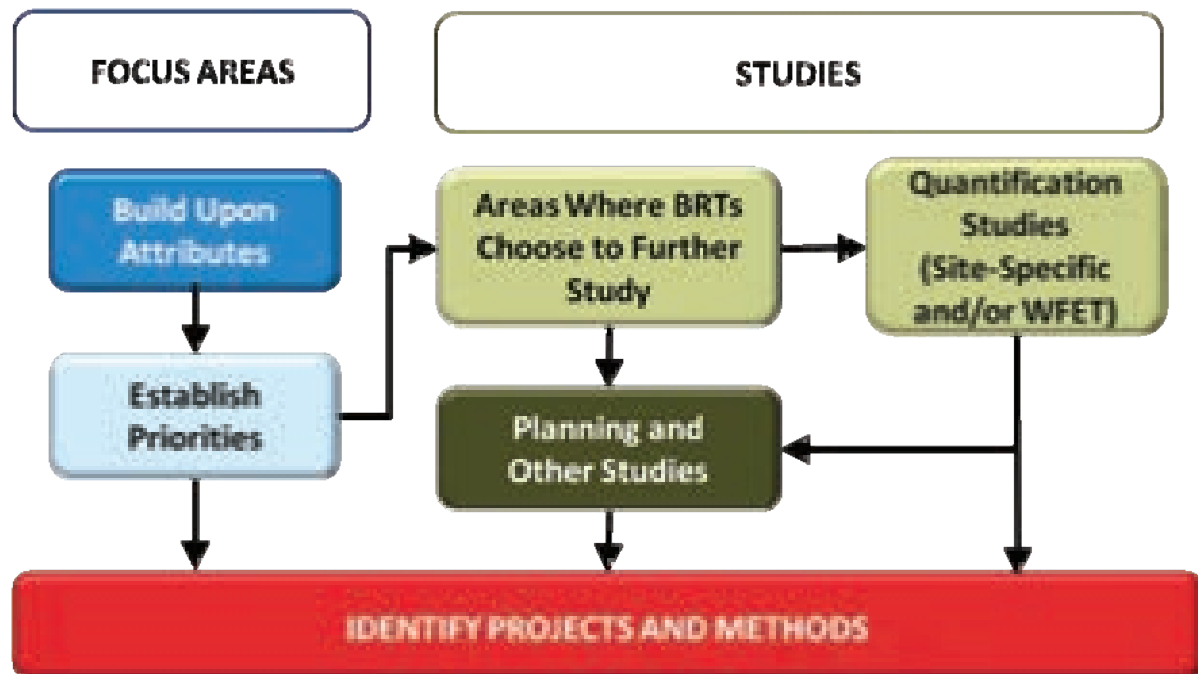 FOCUS AREAS
STUDIES
Build Upon
Attributes
Establish
Priorities
Areas Where BRTs
Choose to Further
Study
Quantification
Studies
(Site-Specific
and/or WFET)
Planning and
Other Studies
IDENTIFY PROJECTS AND METHODS